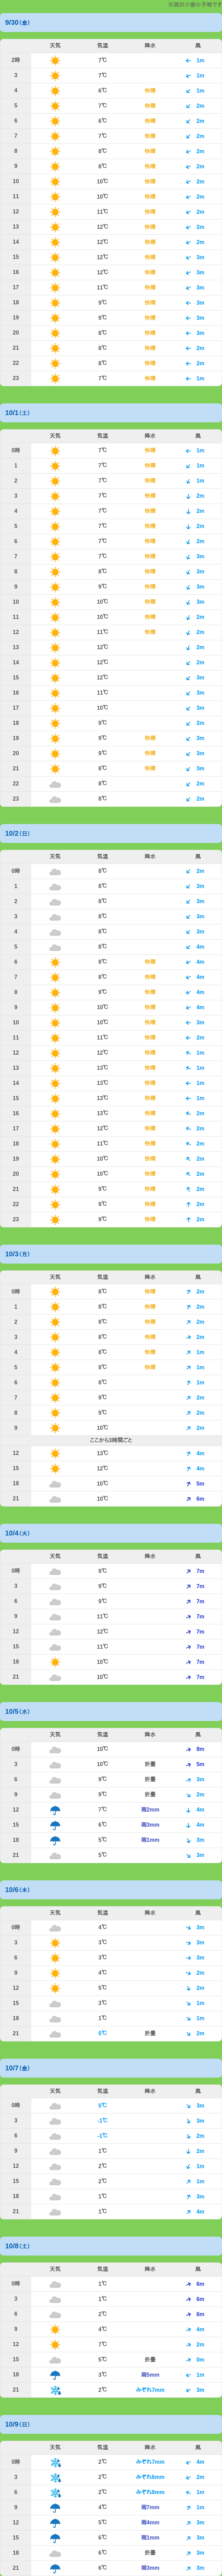 の予報です
9/30(金)
天気 気温 降水 風
2時 7℃ 1m
3 7℃ 1m
4 6℃ 快晴 1m
5 7℃ 快晴 2m
6 6℃ 快晴 2m
7 7℃ 快晴 2m
8 8℃ 快晴 2m
9 8℃ 快晴 2m
10 10℃ 快晴 2m
11 10℃ 快晴 2m
12 11℃ 快晴 2m
13 12℃ 快晴 2m
14 12℃ 快晴 2m
15 12℃ 快晴 3m
16 12℃ 快晴 3m
17 11℃ 快晴 3m
18 9℃ 快晴 3m
19 9℃ 快晴 3m
20 8℃ 快晴 3m
21 8℃ 快晴 2m
22 7℃ 快晴 2m
23 7℃ 快晴 1m
10/1(土)
天気 気温 降水 風
0時 7℃ 快晴 1m
1 7℃ 快晴 1m
2 7℃ 快晴 1m
3 7℃ 快晴 2m
4 7℃ 快晴 2m
5 7℃ 快晴 2m
6 7℃ 快晴 2m
7 7℃ 快晴 3m
8 8℃ 快晴 3m
9 9℃ 快晴 3m
10 10℃ 快晴 3m
11 10℃ 快晴 2m
12 11℃ 快晴 2m
13 12℃ 2m
14 12℃ 2m
15 12℃ 3m
16 11℃ 3m
17 10℃ 3m
18 9℃ 2m
19 9℃ 快晴 3m
20 9℃ 快晴 3m
21 8℃ 快晴 3m
22 8℃ 2m
23 8℃ 2m
10/2(日)
天気 気温 降水 風
0時 8℃ 2m
1 8℃ 3m
2 8℃ 3m
3 8℃ 3m
4 8℃ 3m
5 8℃ 4m
6 8℃ 快晴 4m
7 8℃ 快晴 4m
8 9℃ 快晴 4m
9 10℃ 快晴 4m
10 10℃ 快晴 3m
11 11℃ 快晴 2m
12 12℃ 快晴 1m
13 13℃ 快晴 1m
14 13℃ 快晴 1m
15 13℃ 快晴 1m
16 13℃ 快晴 2m
17 12℃ 快晴 2m
18 11℃ 快晴 2m
19 10℃ 快晴 2m
20 10℃ 快晴 2m
21 9℃ 快晴 2m
22 9℃ 快晴 2m
23 9℃ 快晴 2m
10/3(月)
天気 気温 降水 風
0時 8℃ 快晴 2m
1 8℃ 快晴 2m
2 8℃ 快晴 2m
3 8℃ 快晴 2m
4 8℃ 快晴 1m
5 8℃ 快晴 1m
6 8℃ 1m
7 9℃ 2m
8 9℃ 2m
9 10℃ 2m
ここから3時間ごと
12 13℃ 4m
15 12℃ 4m
18 10℃ 5m
21 10℃ 6m
10/4(火)
天気 気温 降水 風
0時 9℃ 7m
3 9℃ 7m
6 9℃ 7m
9 11℃ 7m
12 12℃ 7m
15 11℃ 7m
18 10℃ 7m
21 10℃ 7m
10/5(水)
天気 気温 降水 風
0時 10℃ 8m
3 10℃ 折曇 5m
6 9℃ 折曇 3m
9 9℃ 折曇 2m
12 7℃ 雨2mm 4m
15 6℃ 雨3mm 4m
18 5℃ 雨1mm 3m
21 5℃ 3m
10/6(木)
天気 気温 降水 風
0時 4℃ 3m
3 3℃ 3m
6 3℃ 3m
9 4℃ 2m
12 5℃ 2m
15 3℃ 1m
18 1℃ 1m
21 0℃ 折曇 2m
10/7(金)
天気 気温 降水 風
0時 0℃ 3m
3 -1℃ 3m
6 -1℃ 2m
9 1℃ 2m
12 2℃ 1m
15 2℃ 1m
18 1℃ 3m
21 1℃ 4m
10/8(土)
天気 気温 降水 風
0時 1℃ 6m
3 1℃ 6m
6 2℃ 6m
9 4℃ 4m
12 7℃ 2m
15 5℃ 折曇 0m
18 3℃ 雨5mm 1m
21 2℃ みぞれ7mm 3m
10/9(日)
天気 気温 降水 風
0時 2℃ みぞれ7mm 4m
3 2℃ みぞれ8mm 2m
6 2℃ みぞれ8mm 1m
9 4℃ 雨7mm 1m
12 5℃ 雨4mm 3m
15 6℃ 雨1mm 3m
18 6℃ 折曇 3m
21 6℃ 雨3mm 3m